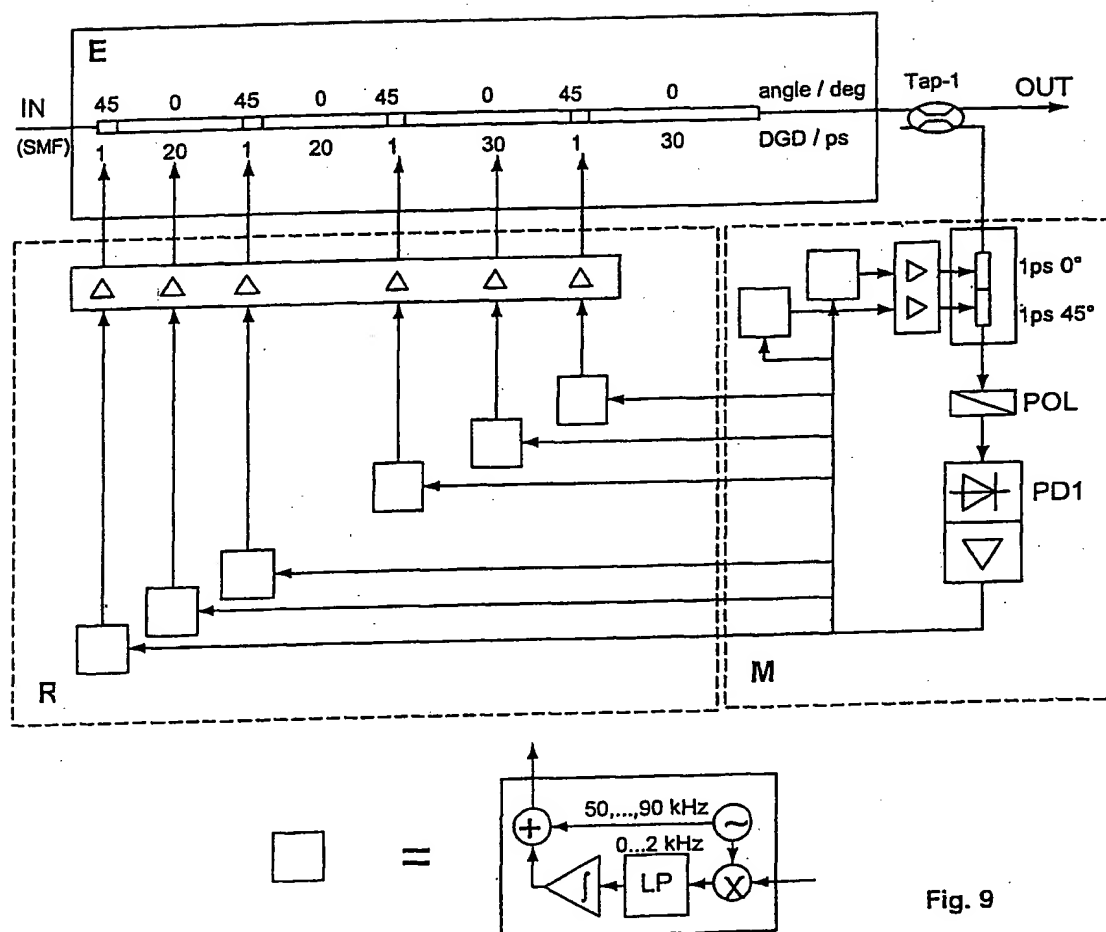 E
IN
(SMF)
45 0 45 0 45 0 45 0 angle / deg
1 20 1 20 1 30 1 30 DGD / ps
Tap-1
OUT
1ps 0°
1ps 45°
POL
PD1
R
M
=
50,...,90 kHz
0...2 kHz
+
~
∫
LP
X
Fig. 9